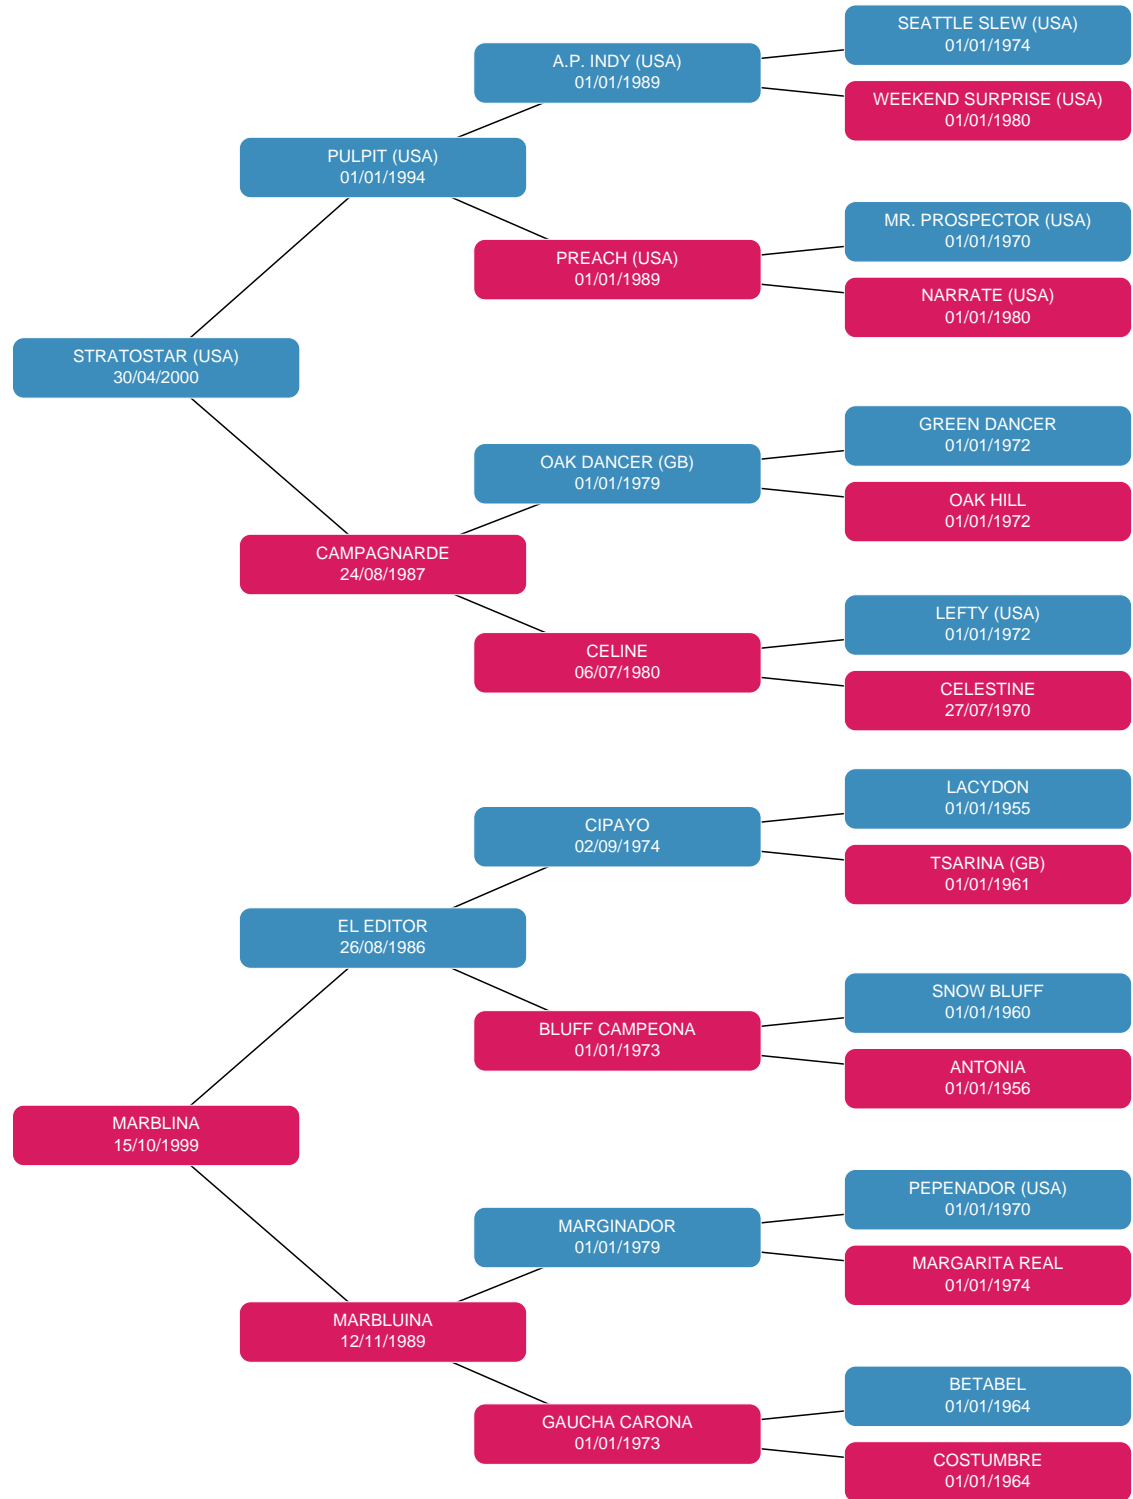 SEATTLE SLEW (USA)
01/01/1974
A.P. INDY (USA)
01/01/1989
WEEKEND SURPRISE (USA)
01/01/1980
PULPIT (USA)
01/01/1994
MR. PROSPECTOR (USA)
01/01/1970
PREACH (USA)
01/01/1989
NARRATE (USA)
01/01/1980
STRATOSTAR (USA)
30/04/2000
GREEN DANCER
01/01/1972
OAK DANCER (GB)
01/01/1979
OAK HILL
01/01/1972
CAMPAGNARDE
24/08/1987
LEFTY (USA)
01/01/1972
CELINE
06/07/1980
CELESTINE
27/07/1970
LACYDON
01/01/1955
CIPAYO
02/09/1974
TSARINA (GB)
01/01/1961
EL EDITOR
26/08/1986
SNOW BLUFF
01/01/1960
BLUFF CAMPEONA
01/01/1973
ANTONIA
01/01/1956
MARBLINA
15/10/1999
PEPENADOR (USA)
01/01/1970
MARGINADOR
01/01/1979
MARGARITA REAL
01/01/1974
MARBLUINA
12/11/1989
BETABEL
01/01/1964
GAUCHA CARONA
01/01/1973
COSTUMBRE
01/01/1964